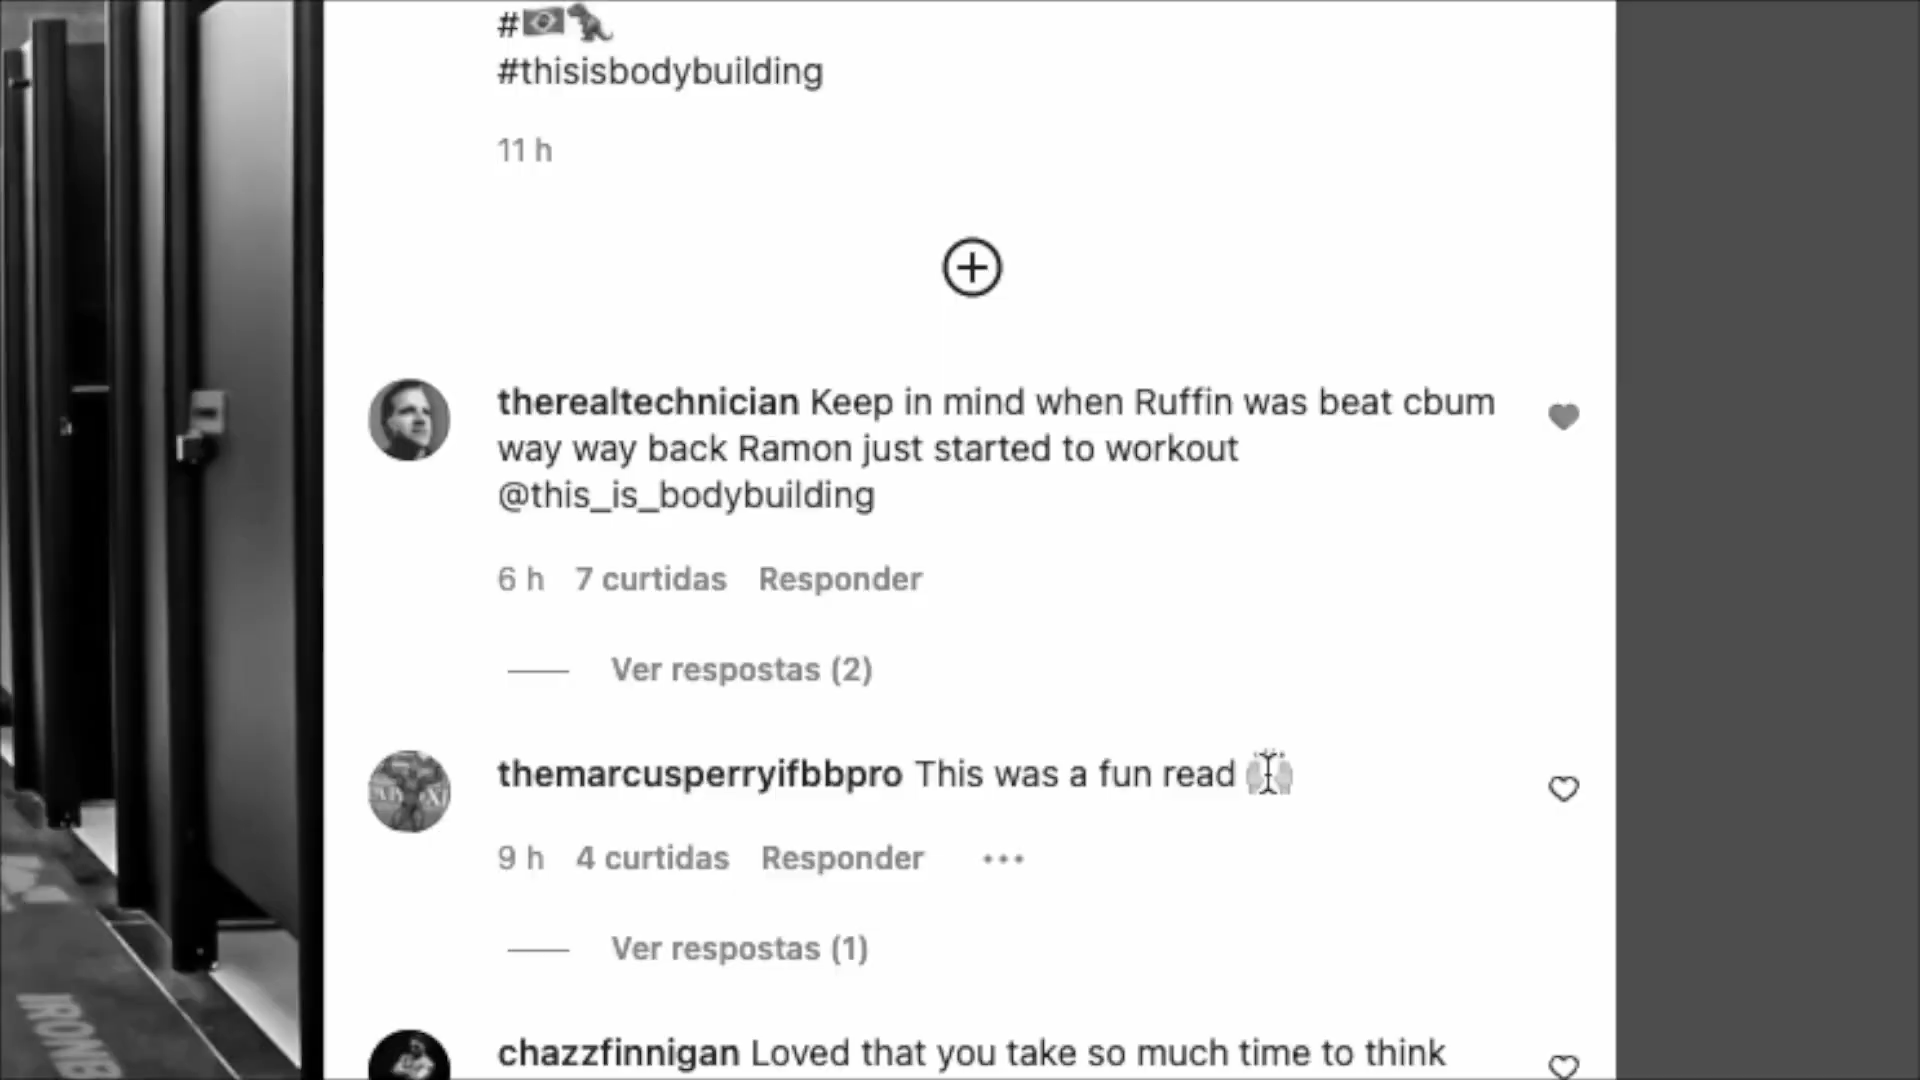 #
#thisisbodybuilding
11 h
therealtechnician Keep in mind when Ruffin was beat cbum
way way back Ramon just started to workout
@this_is_bodybuilding
6 h 7 curtidas Responder
Ver respostas (2)
themarcusperryifbbpro This was a fun read
9 h 4 curtidas Responder
Ver respostas (1)
chazzfinnigan Loved that you take so much time to think